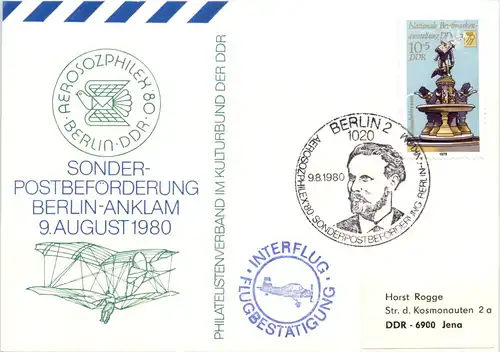 AEROSOZPHILEX 80
· BERLIN·DDR ·
SONDER-
POSTBEFÖRDERUNG
BERLIN-ANKLAM
9. AUGUST 1980
PHILATELISTENVERBAND IM KULTURBUND DER DDR
Nationale Briefmarken-
ausstellung DDR
10+5
DDR
1979
BERLIN 2
1020
9.8.1980
AEROSOZPHILEX 80 SONDERPOSTBEFÖRDERUNG BERLIN-ANKLAM
· INTERFLUG ·
FLUGBESTÄTIGUNG
Horst Rogge
Str. d. Kosmonauten 2 a
DDR - 6900 Jena